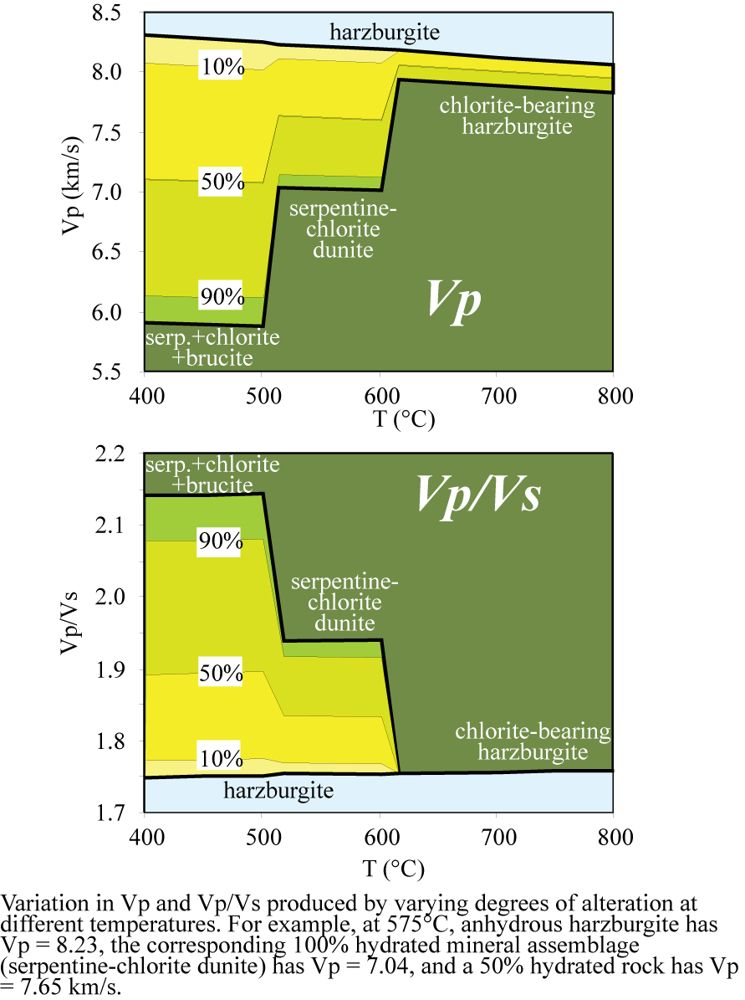 8.5
harzburgite
10%
8.0
chlorite-bearing
harzburgite
7.5
Vp (km/s)
50%
7.0
serpentine-
chlorite
dunite
6.5
Vp
90%
6.0
serp.+chlorite
+brucite
5.5
400 500 600 700 800
T (°C)
2.2
serp.+chlorite
+brucite
Vp/Vs
2.1
90%
serpentine-
chlorite
dunite
2.0
Vp/Vs
1.9
50%
1.8
chlorite-bearing
harzburgite
10%
harzburgite
1.7
400 500 600 700 800
T (°C)
Variation in Vp and Vp/Vs produced by varying degrees of alteration at
different temperatures. For example, at 575°C, anhydrous harzburgite has
Vp = 8.23, the corresponding 100% hydrated mineral assemblage
(serpentine-chlorite dunite) has Vp = 7.04, and a 50% hydrated rock has Vp
= 7.65 km/s.